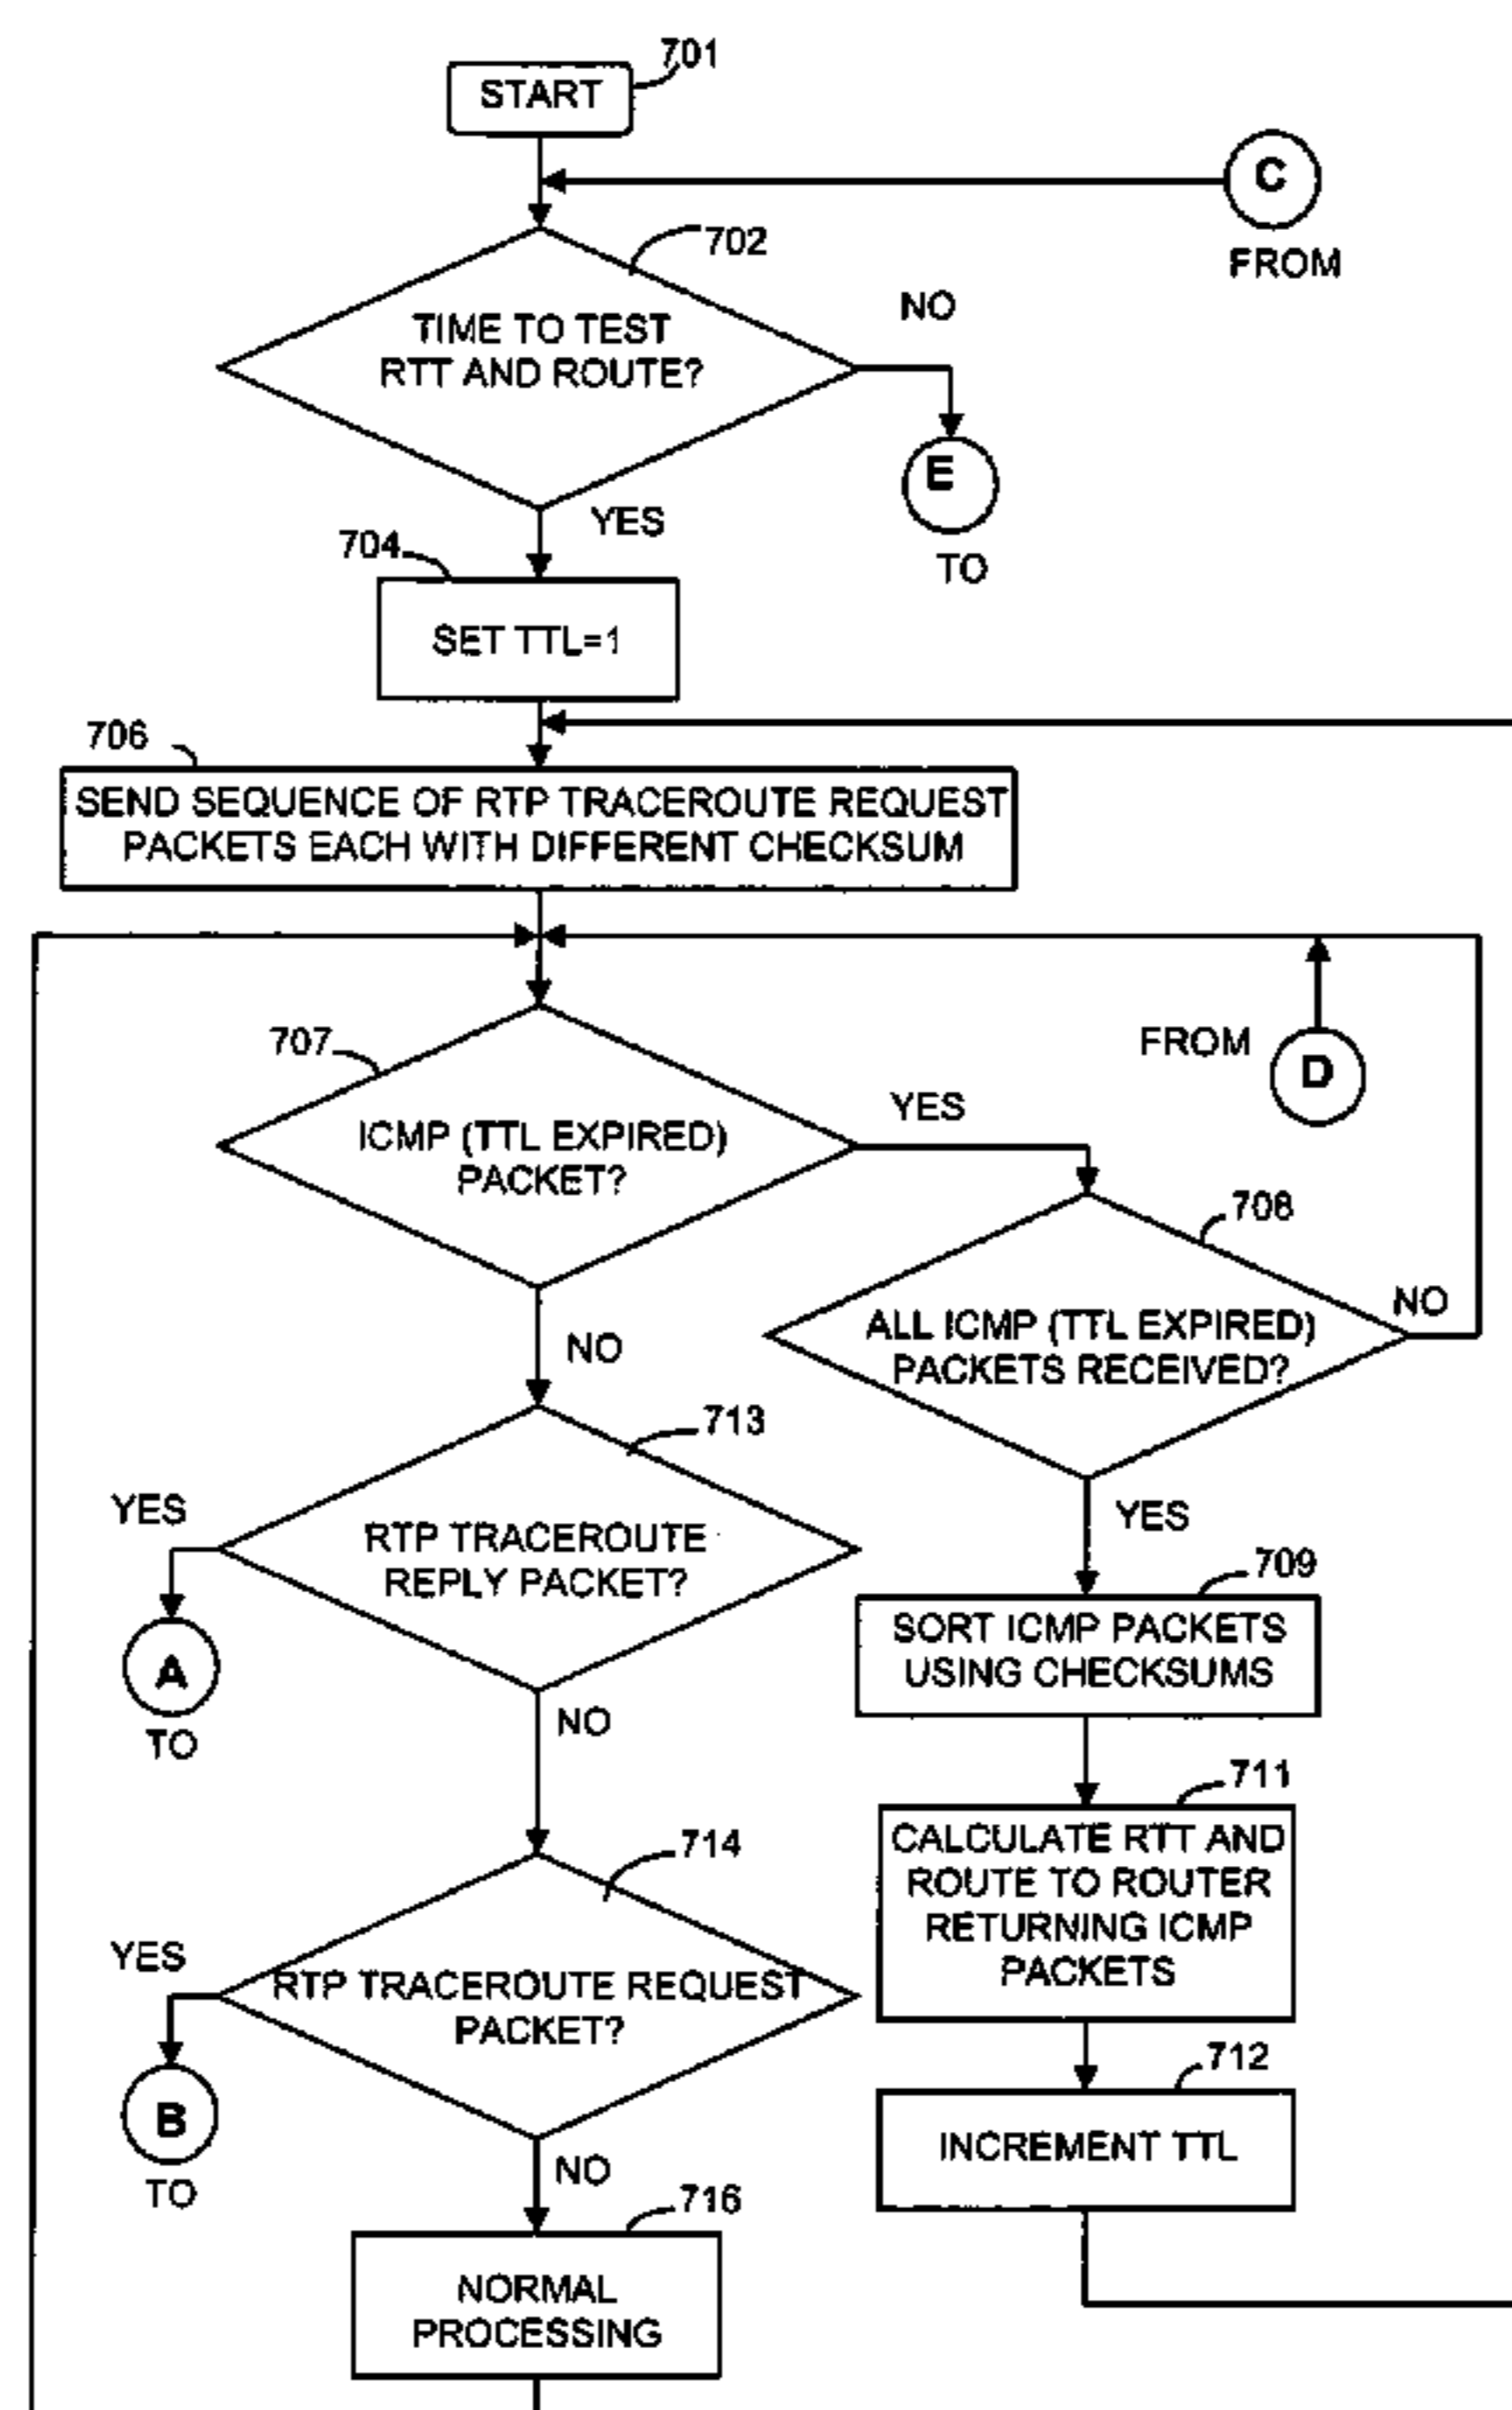 701
START
C
FROM
702
TIME TO TEST
RTT AND ROUTE?
NO
E
TO
YES
704
SET TTL=1
706
SEND SEQUENCE OF RTP TRACEROUTE REQUEST
PACKETS EACH WITH DIFFERENT CHECKSUM
707
ICMP (TTL EXPIRED)
PACKET?
YES
FROM
D
708
ALL ICMP (TTL EXPIRED)
PACKETS RECEIVED?
NO
NO
713
RTP TRACEROUTE
REPLY PACKET?
YES
A
TO
YES
709
SORT ICMP PACKETS
USING CHECKSUMS
NO
711
CALCULATE RTT AND
ROUTE TO ROUTER
RETURNING ICMP
PACKETS
714
RTP TRACEROUTE REQUEST
PACKET?
YES
B
TO
712
INCREMENT TTL
NO
716
NORMAL
PROCESSING